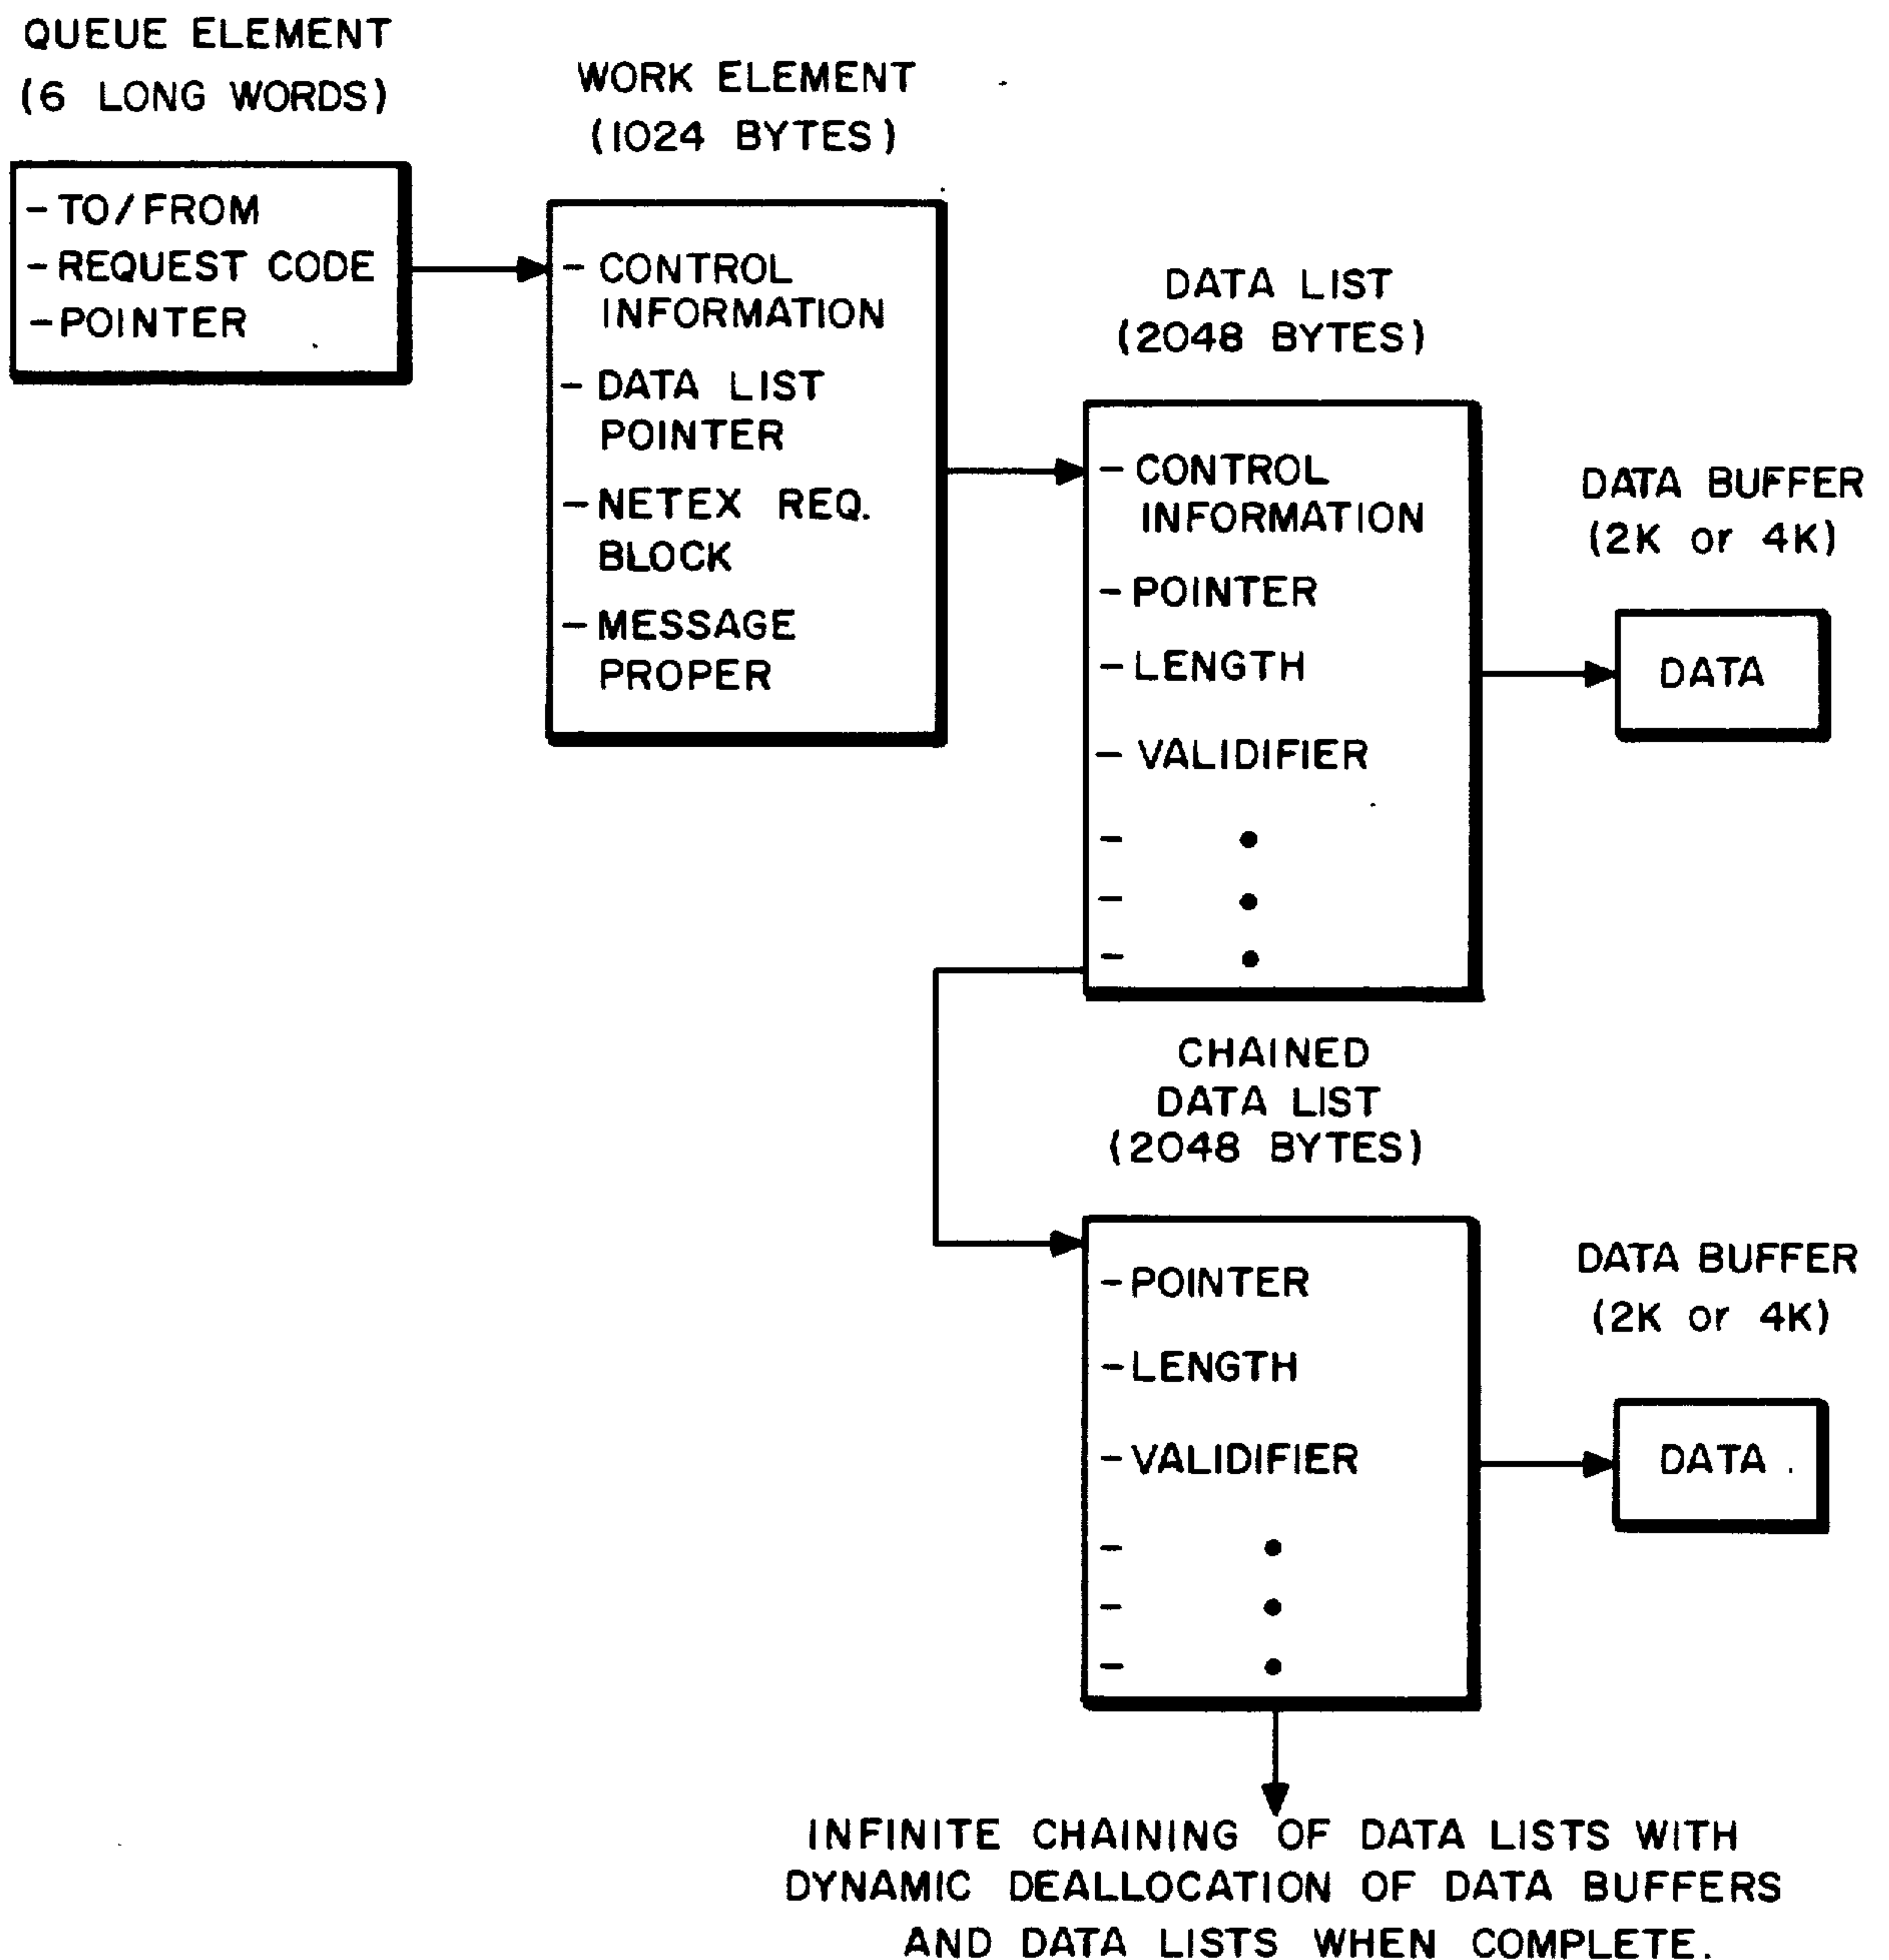 QUEUE ELEMENT
(6 LONG WORDS)
- TO/FROM
- REQUEST CODE
- POINTER
WORK ELEMENT
(1024 BYTES)
- CONTROL
INFORMATION
- DATA LIST
POINTER
- NETEX REQ.
BLOCK
- MESSAGE
PROPER
DATA LIST
(2048 BYTES)
- CONTROL
INFORMATION
- POINTER
- LENGTH
- VALIDIFIER
- •
- •
- •
DATA BUFFER
(2K or 4K)
DATA
CHAINED
DATA LIST
(2048 BYTES)
- POINTER
- LENGTH
- VALIDIFIER
- •
- •
- •
DATA BUFFER
(2K or 4K)
DATA
INFINITE CHAINING OF DATA LISTS WITH
DYNAMIC DEALLOCATION OF DATA BUFFERS
AND DATA LISTS WHEN COMPLETE.